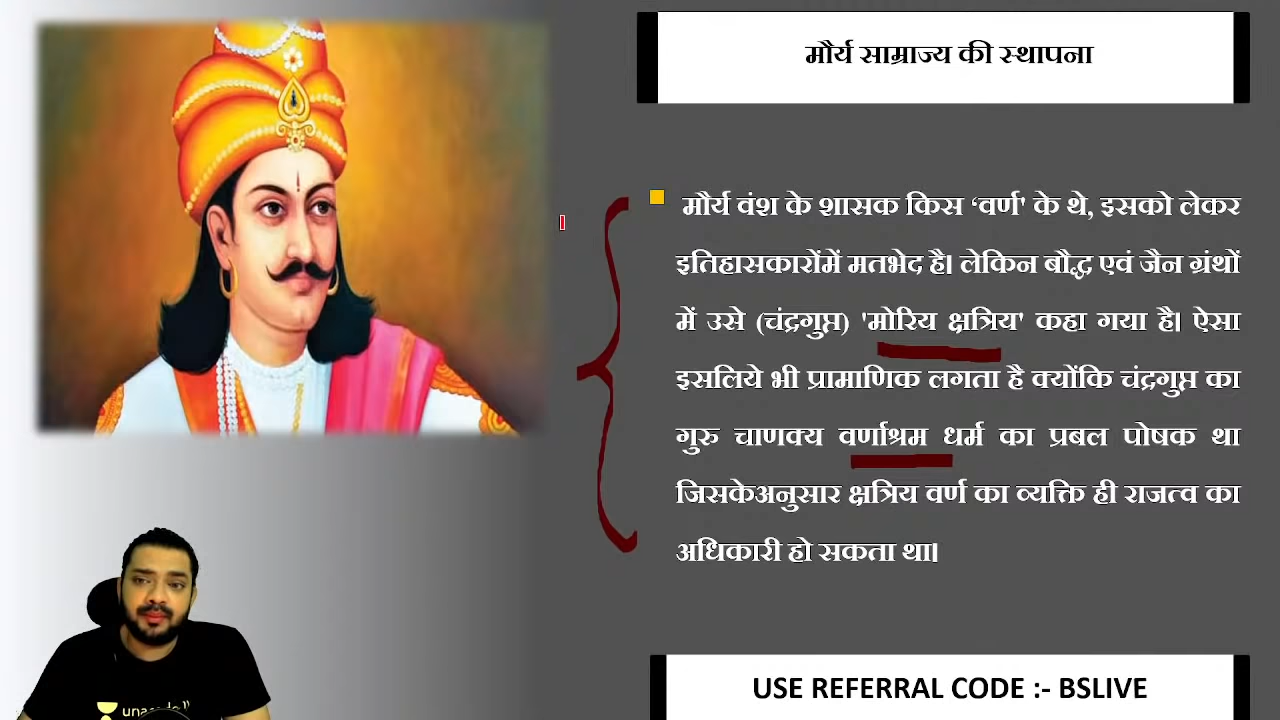 मौर्य साम्राज्य की स्थापना
मौर्य वंश के शासक किस ‘वर्ण' के थे, इसको लेकर
इतिहासकारोंमें मतभेद है। लेकिन बौद्ध एवं जैन ग्रंथों
में उसे (चंद्रगुप्त) 'मोरिय क्षत्रिय' कहा गया है। ऐसा
इसलिये भी प्रामाणिक लगता है क्योंकि चंद्रगुप्त का
गुरु चाणक्य वर्णाश्रम धर्म का प्रबल पोषक था
जिसकेअनुसार क्षत्रिय वर्ण का व्यक्ति ही राजत्व का
अधिकारी हो सकता था।
USE REFERRAL CODE :- BSLIVE